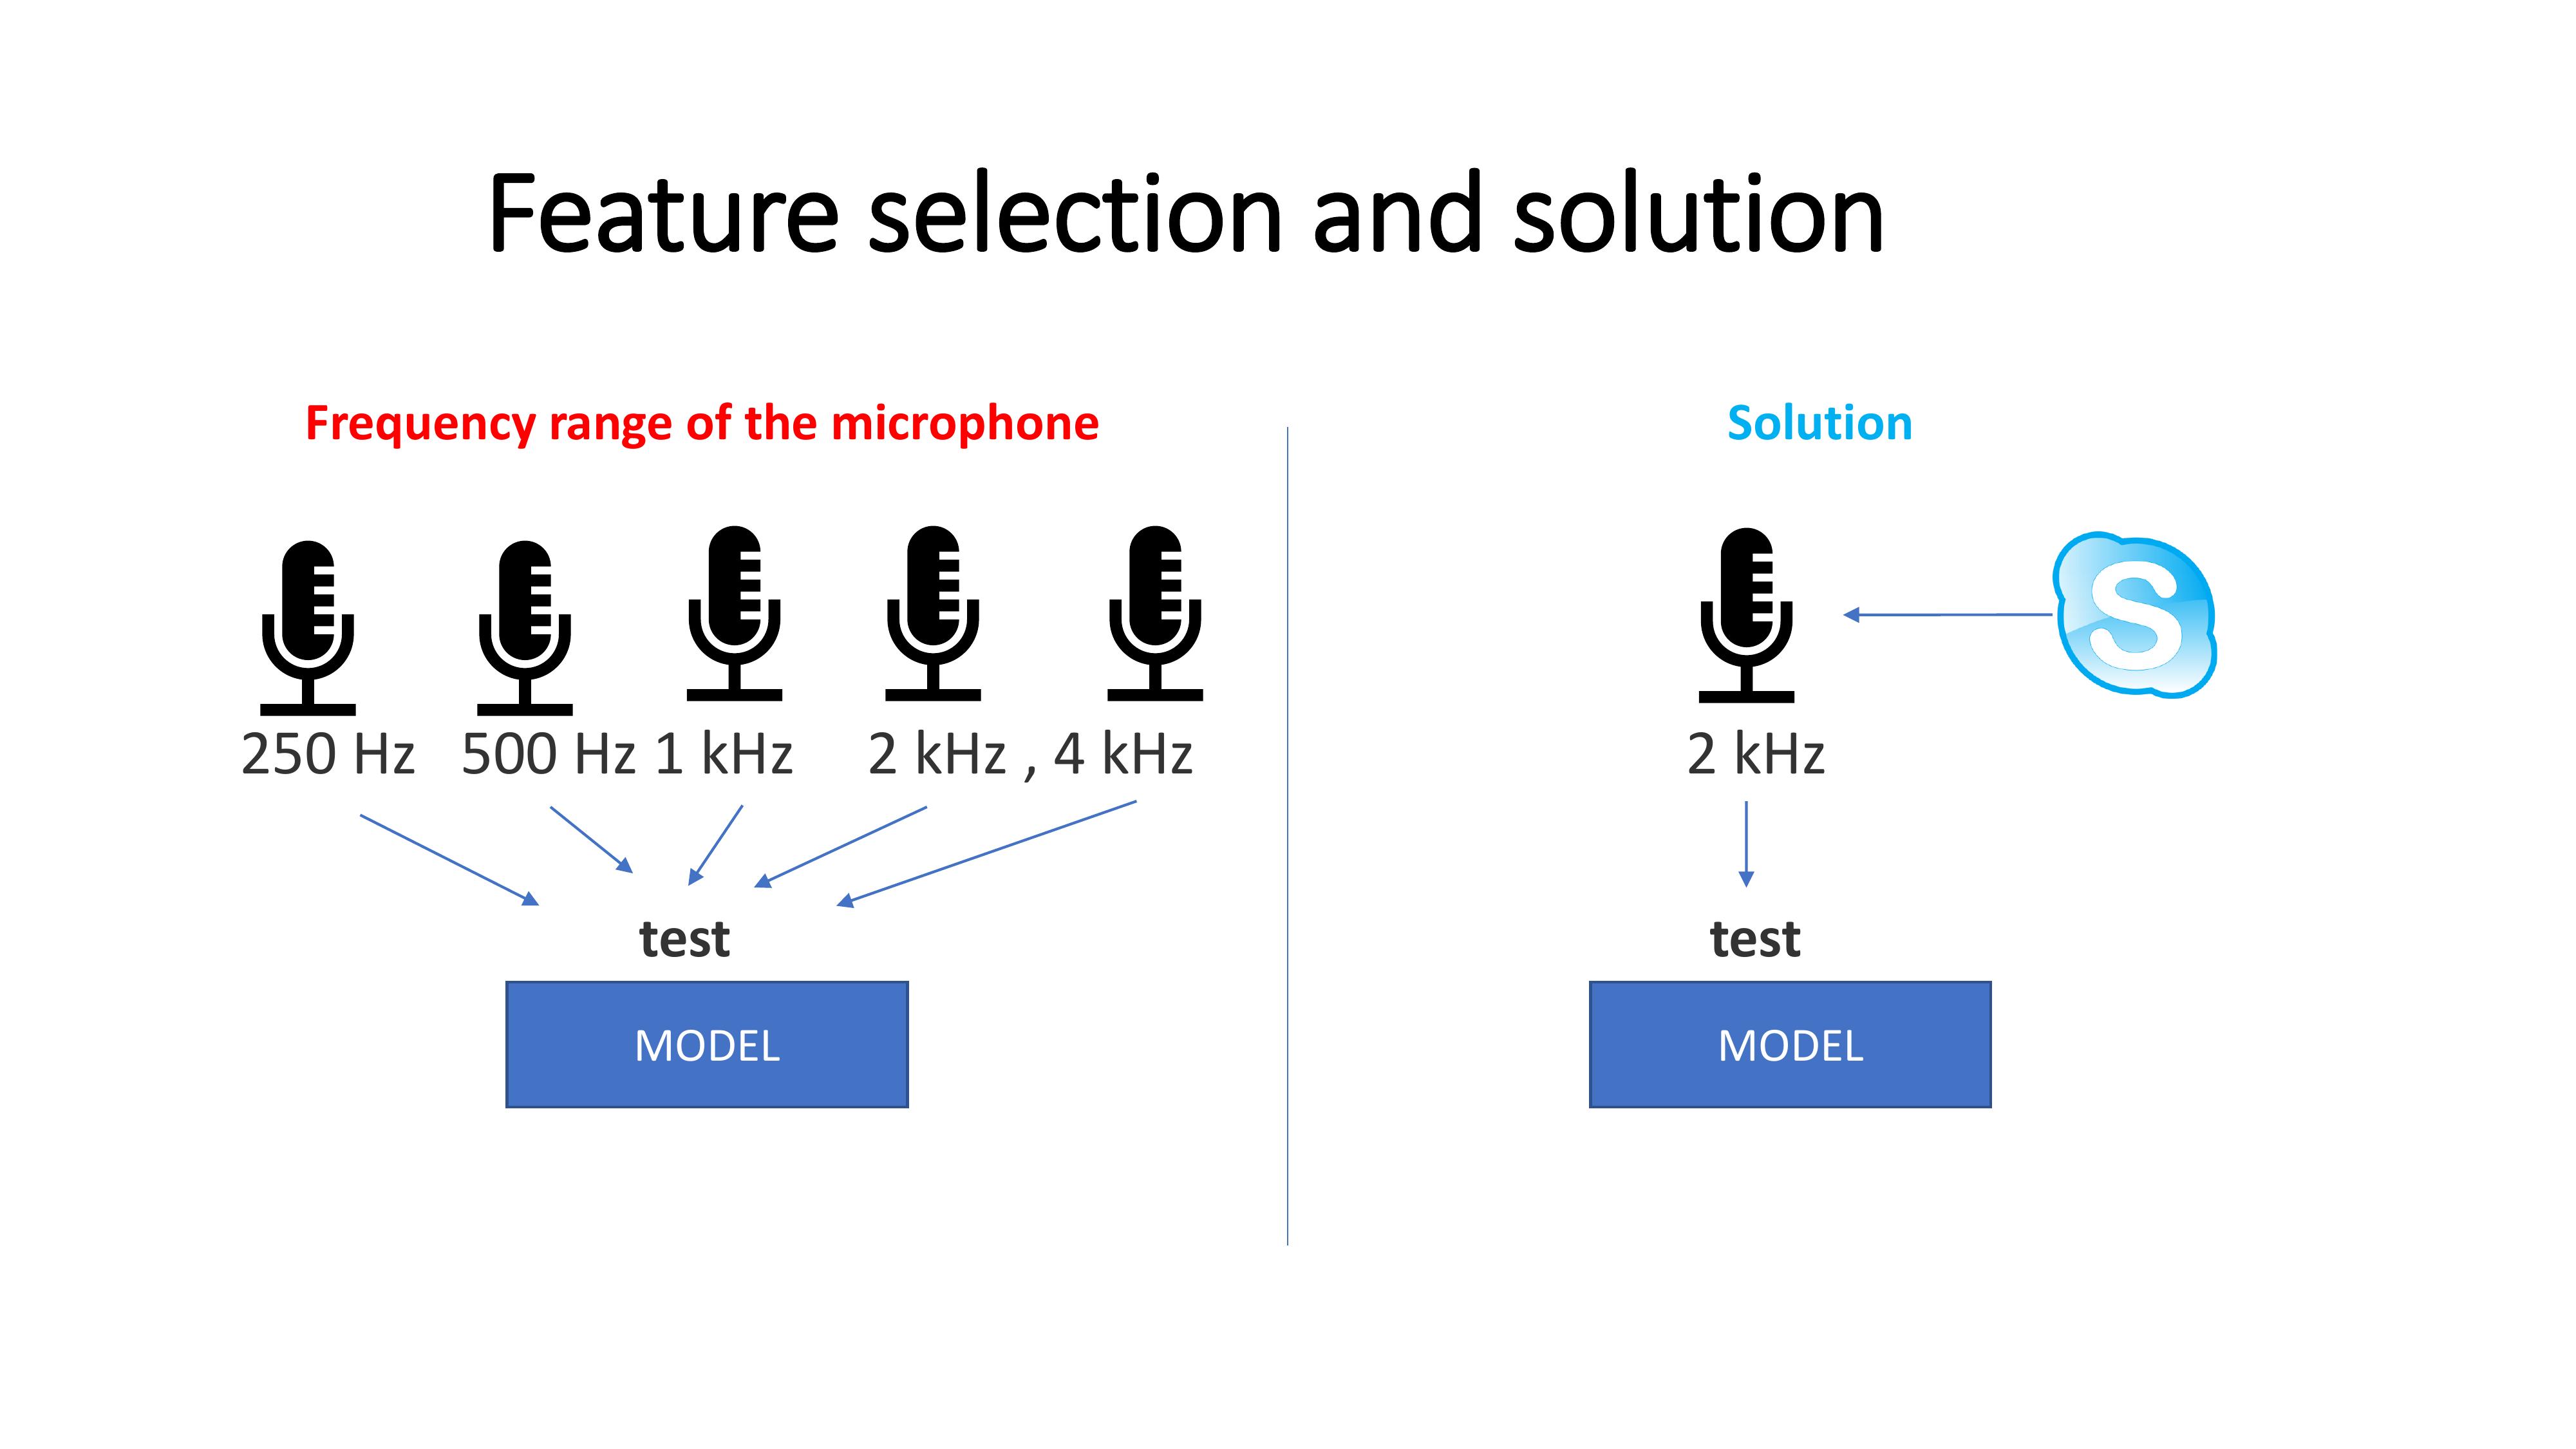 Feature selection and solution
Frequency range of the microphone
250 Hz 500 Hz 1 kHz 2 kHz , 4 kHz
test
MODEL
Solution
S
2 kHz
test
MODEL